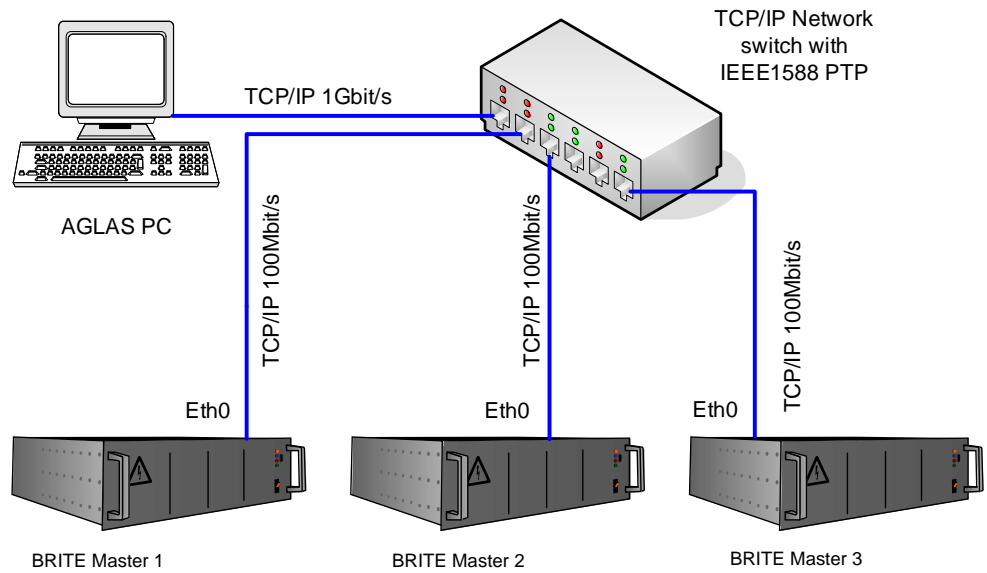 TCP/IP Network
switch with
IEEE1588 PTP
TCP/IP 1Gbit/s
AGLAS PC
TCP/IP 100Mbit/s
TCP/IP 100Mbit/s
TCP/IP 100Mbit/s
Eth0
Eth0
Eth0
BRITE Master 1
BRITE Master 2
BRITE Master 3